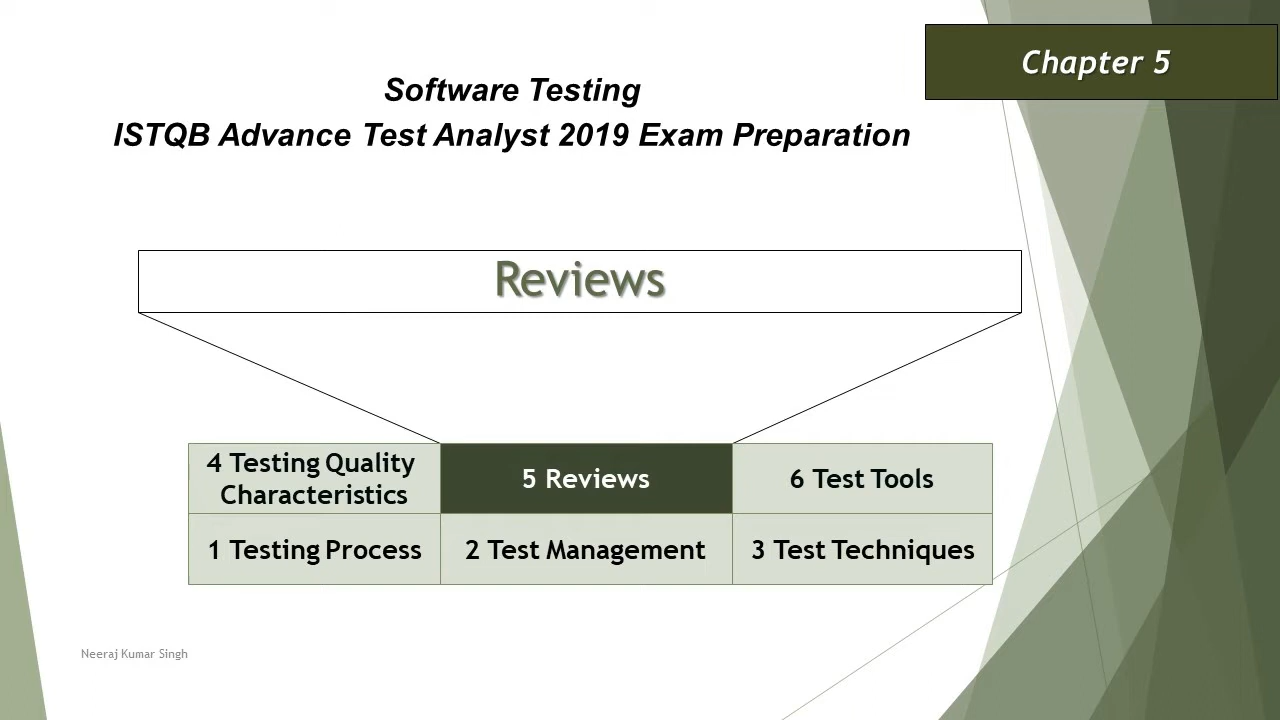 Chapter 5
Software Testing
ISTQB Advance Test Analyst 2019 Exam Preparation
Reviews
4 Testing Quality
Characteristics
5 Reviews
6 Test Tools
1 Testing Process
2 Test Management
3 Test Techniques
Neeraj Kumar Singh